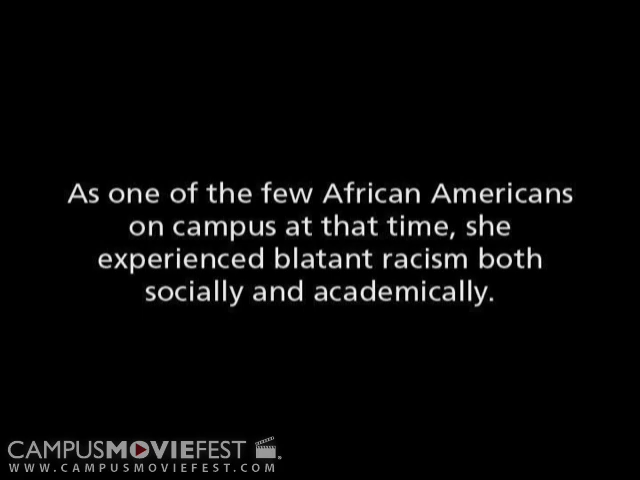 As one of the few African Americans
on campus at that time, she
experienced blatant racism both
socially and academically.
CAMPUSMOVIEFEST
WWW.CAMPUSMOVIEFEST.COM